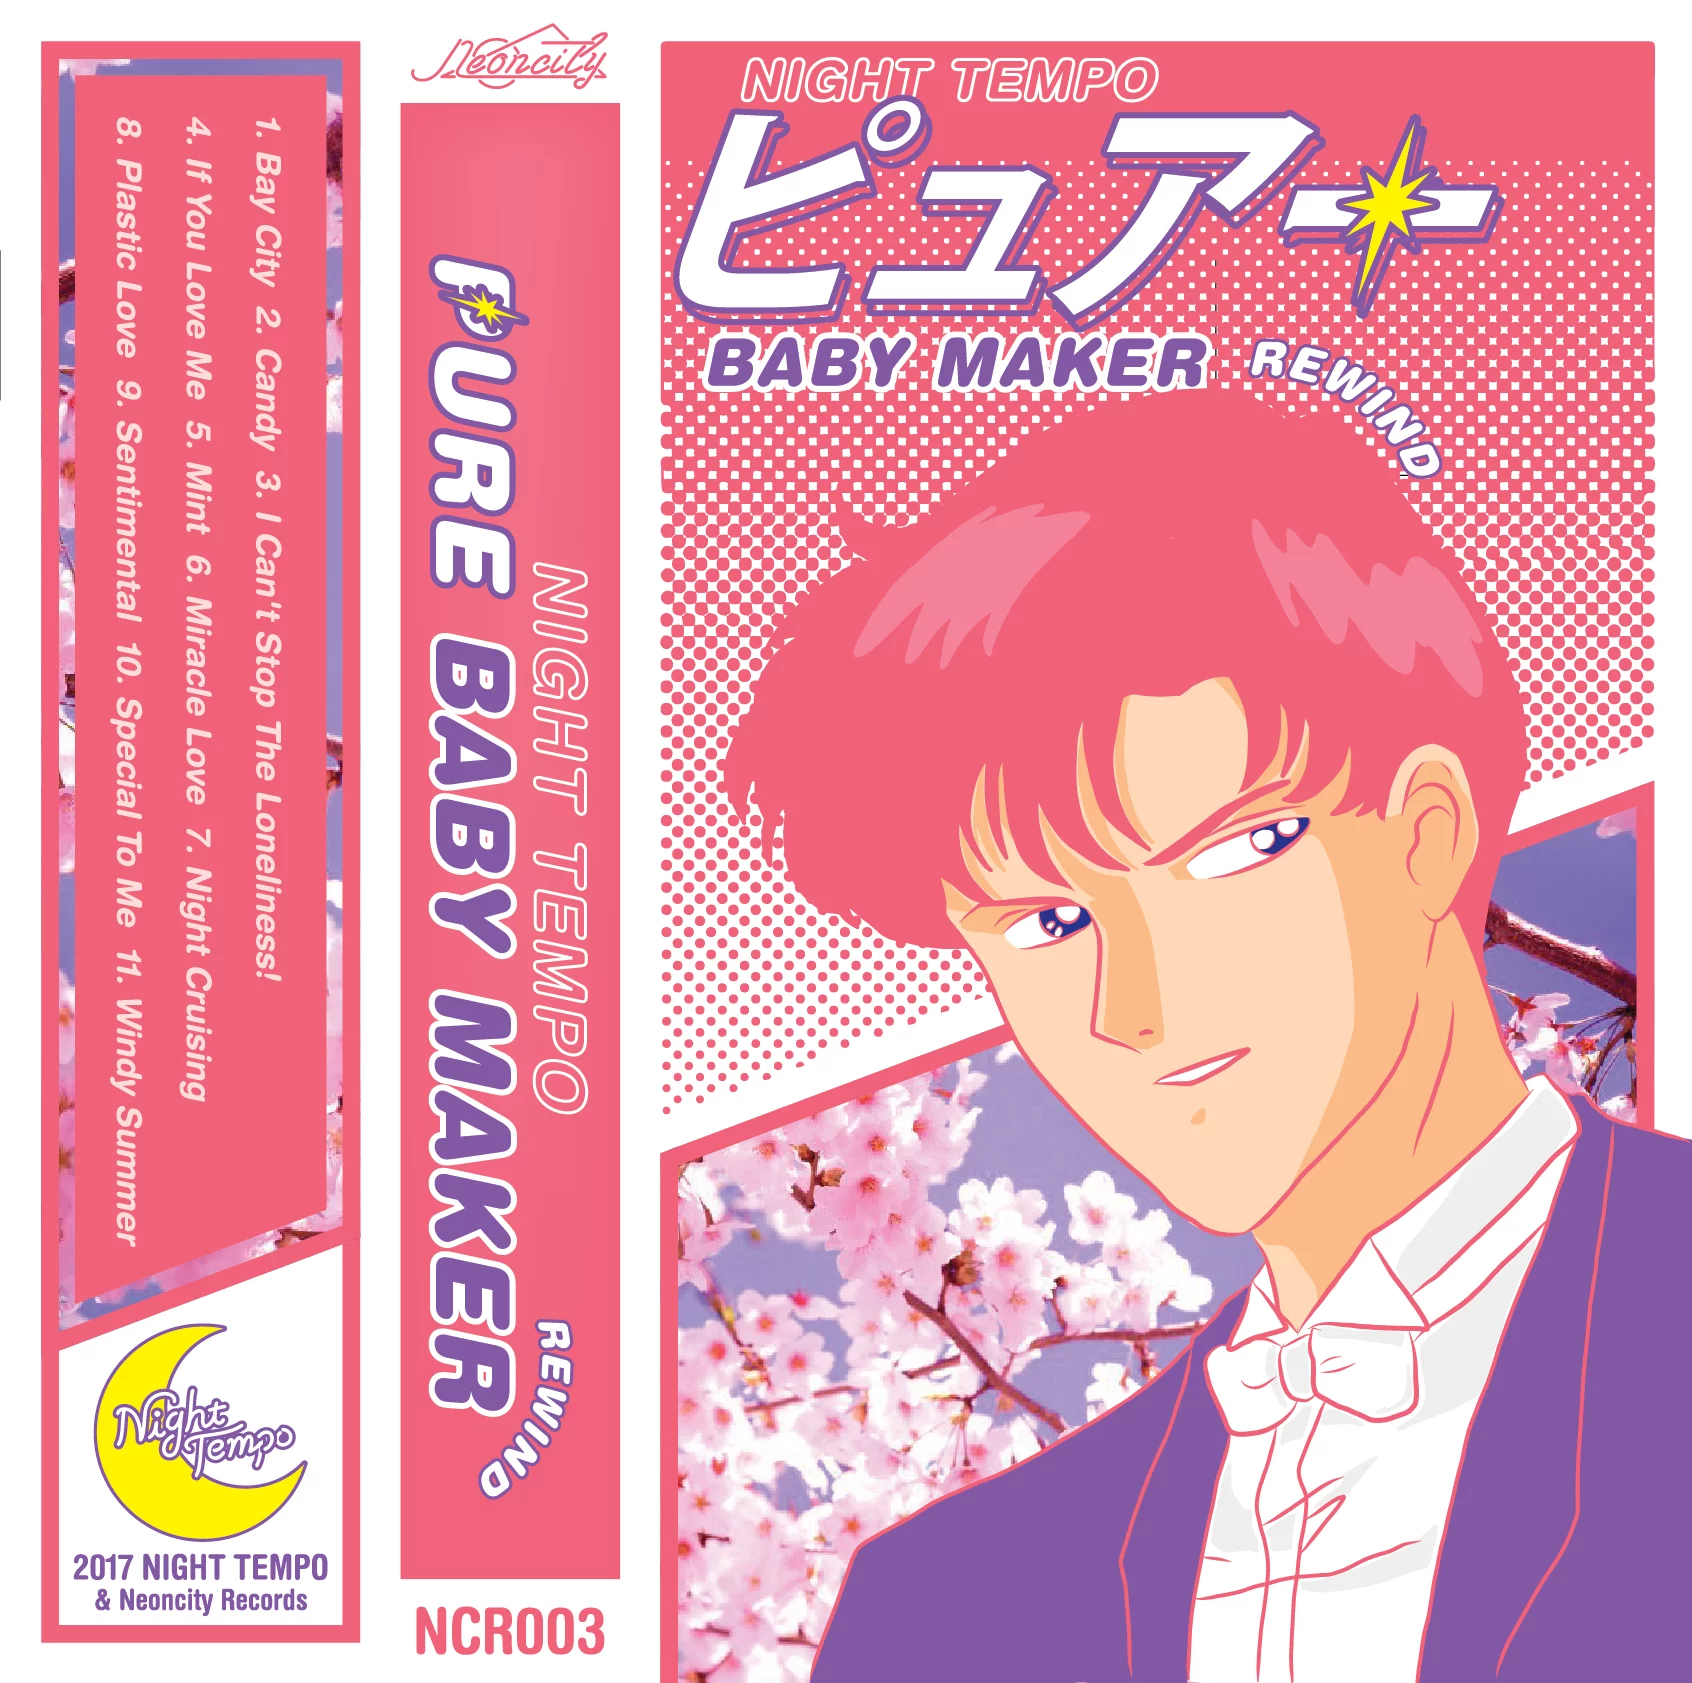 1. Bay City 2. Candy 3. I Can't Stop The Loneliness!
4. If You Love Me 5. Mint 6. Miracle Love 7. Night Cruising
8. Plastic Love 9. Sentimental 10. Special To Me 11. Windy Summer
Night
Tempo
2017 NIGHT TEMPO
& Neoncity Records
Neoncity
NIGHT TEMPO
PURE BABY MAKER
REWIND
NCR003
NIGHT TEMPO
ピュアー
BABY MAKER
REWIND